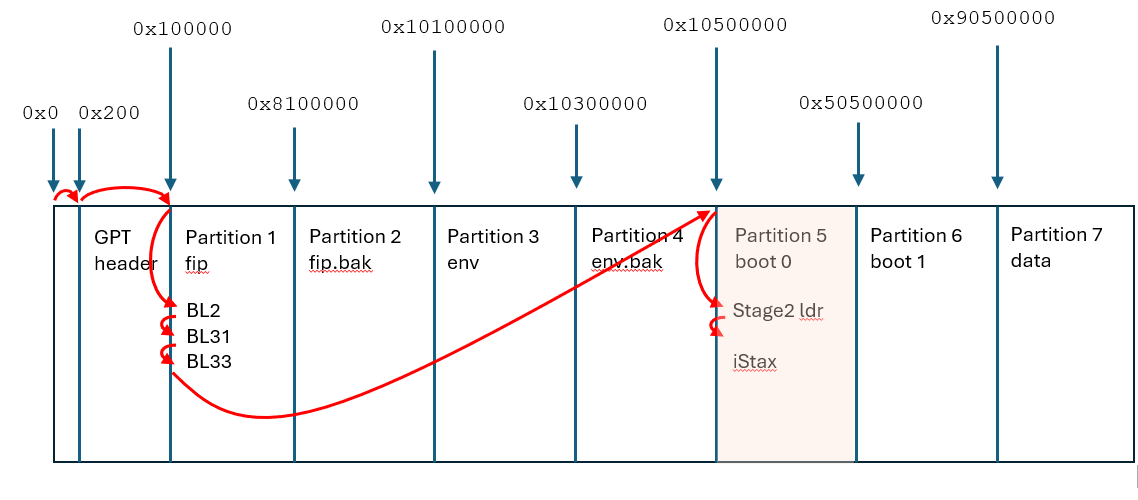 0x100000
0x10100000
0x10500000
0x90500000
0x0
0x200
0x8100000
0x10300000
0x50500000
GPT
header
Partition 1
fip
BL2
BL31
BL33
Partition 2
fip.bak
Partition 3
env
Partition 4
env.bak
Partition 5
boot 0
Stage2 ldr
iStax
Partition 6
boot 1
Partition 7
data